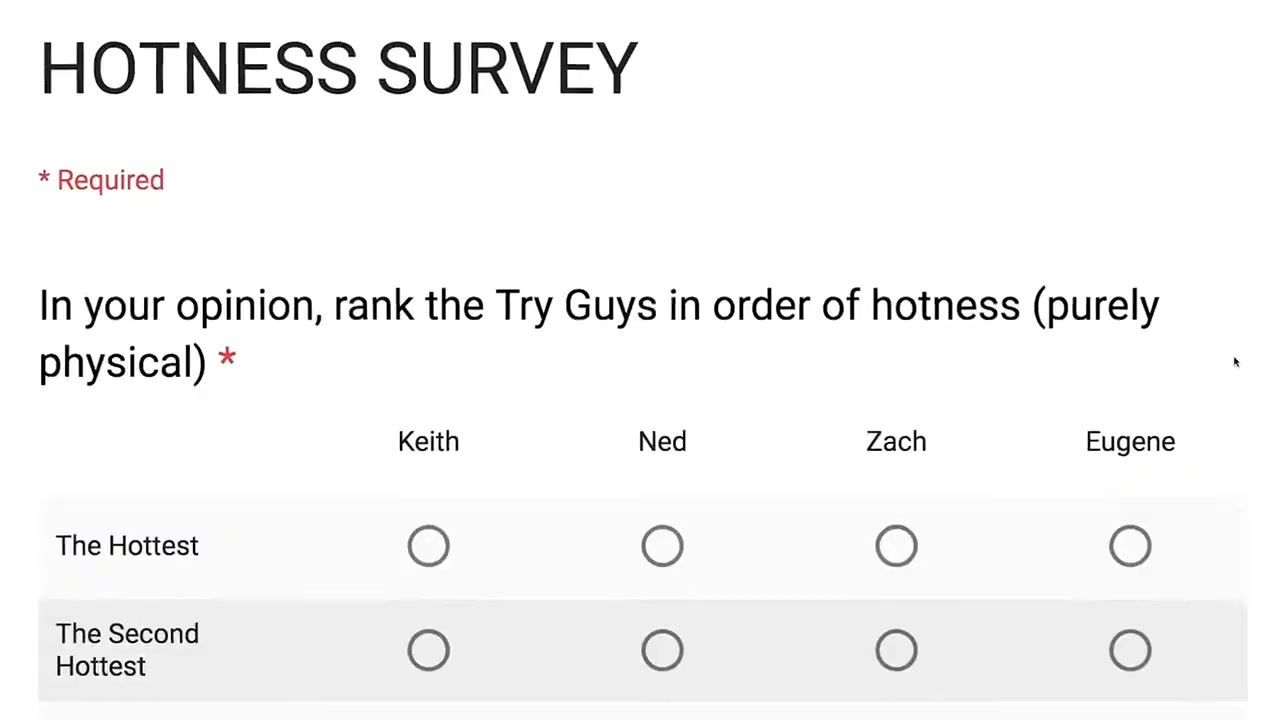 HOTNESS SURVEY
* Required
In your opinion, rank the Try Guys in order of hotness (purely
physical) *
Keith Ned Zach Eugene
The Hottest
The Second
Hottest